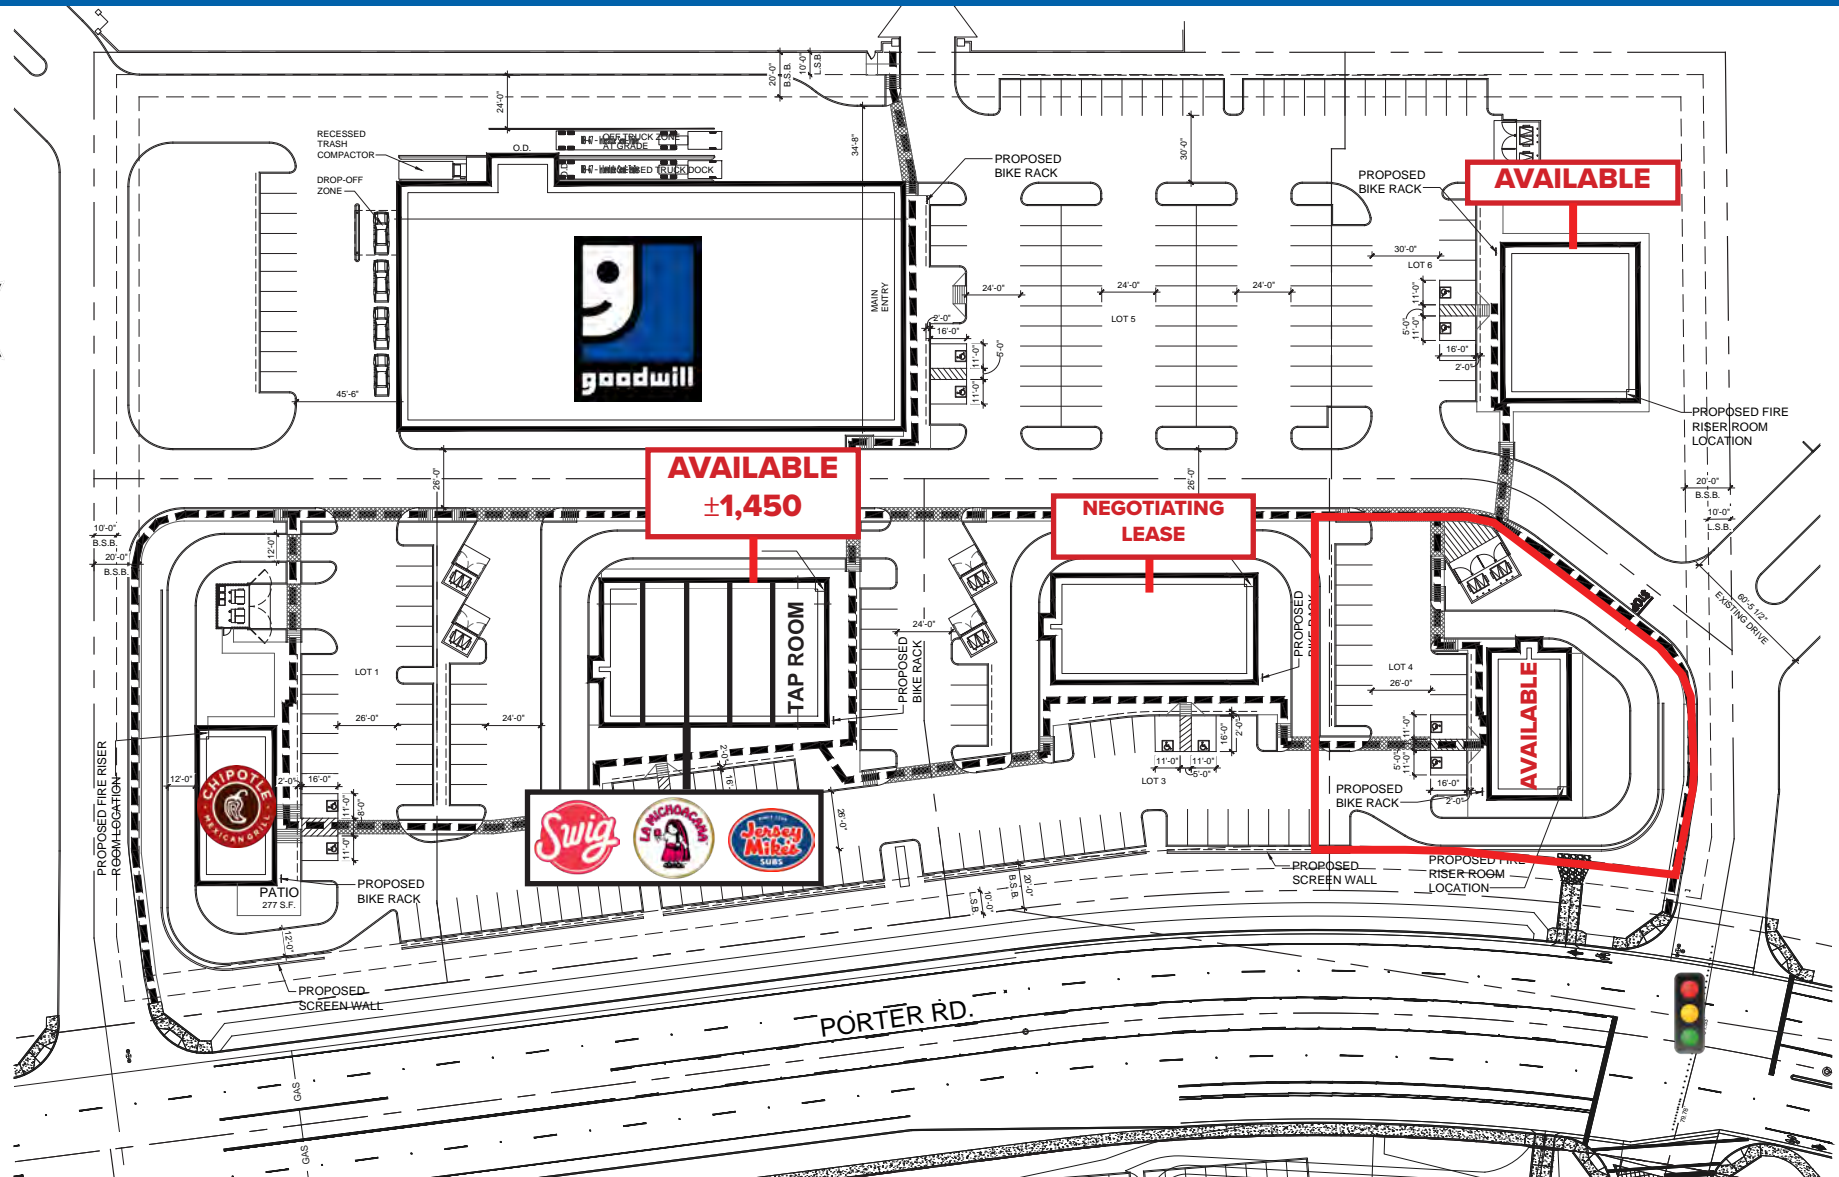 20'-0"
B.S.B.
10'-0"
L.S.B.
24'-0"
RECESSED
TRASH
COMPACTOR
DROP-OFF
ZONE
O.D.
OFF TRUCK ZONE
AT GRADE
TRUCK DOCK
34'-8"
PROPOSED
BIKE RACK
30'-0"
PROPOSED
BIKE RACK
AVAILABLE
goodwill
MAIN
ENTRY
24'-0"
24'-0"
24'-0"
LOT 5
30'-0"
LOT 6
11'-0"
5'-0"
11'-0"
16'-0"
2'-0"
2'-0"
16'-0"
11'-0"
5'-0"
11'-0"
45'-6"
PROPOSED FIRE
RISER ROOM
LOCATION
26'-0"
AVAILABLE
±1,450
26'-0"
NEGOTIATING
LEASE
20'-0"
B.S.B.
10'-0"
L.S.B.
10'-0"
B.S.B.
20'-0"
B.S.B.
12'-0"
STOP
60'-5 1/2"
EXISTING DRIVE
TAP ROOM
24'-0"
PROPOSED
BIKE RACK
PROPOSED
BIKE RACK
LOT 1
26'-0"
24'-0"
LOT 4
26'-0"
AVAILABLE
PROPOSED FIRE RISER
ROOM LOCATION
12'-0"
2'-0"
16'-0"
11'-0"
8'-0"
11'-0"
CHIPOTLE
MEXICAN GRILL
2'-0"
16'-0"
26'-0"
Swig
LA MICHOACANA
Jersey
Mike's
SUBS
16'-0"
2'-0"
11'-0"
11'-0"
5'-0"
LOT 3
11'-0"
5'-0"
11'-0"
16'-0"
2'-0"
PROPOSED
BIKE RACK
PROPOSED
SCREEN WALL
PROPOSED FIRE
RISER ROOM
LOCATION
PATIO
277 S.F.
PROPOSED
BIKE RACK
20'-0"
B.S.B.
10'-0"
L.S.B.
12'-0"
PROPOSED
SCREEN WALL
PORTER RD.
GAS
GAS